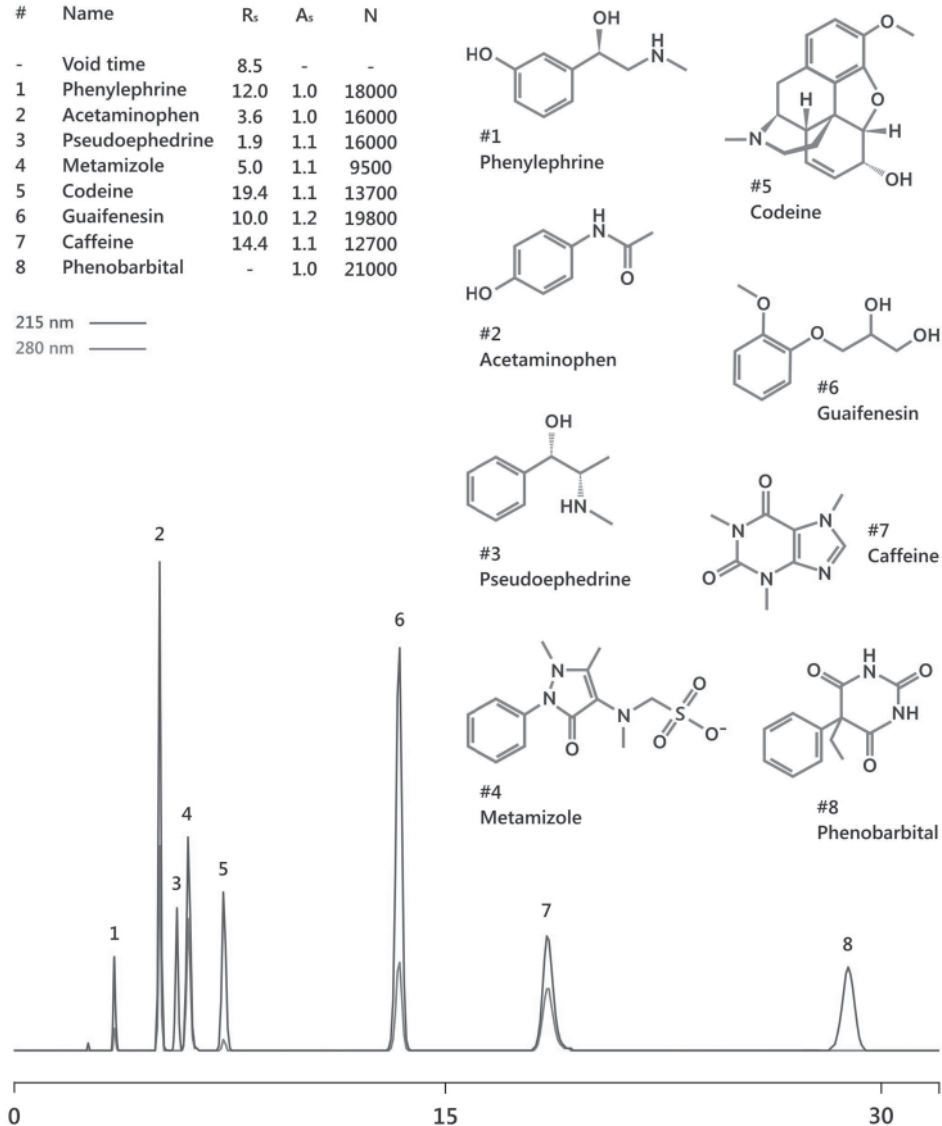 # Name Rs As N
- Void time 8.5 - -
1 Phenylephrine 12.0 1.0 18000
2 Acetaminophen 3.6 1.0 16000
3 Pseudoephedrine 1.9 1.1 16000
4 Metamizole 5.0 1.1 9500
5 Codeine 19.4 1.1 13700
6 Guaifenesin 10.0 1.2 19800
7 Caffeine 14.4 1.1 12700
8 Phenobarbital - 1.0 21000
215 nm
280 nm
OH
HO
H
N
#1
Phenylephrine
O
O
H
H
N
OH
#5
Codeine
H
N
O
HO
#2
Acetaminophen
O
O
OH
OH
#6
Guaifenesin
OH
HN
#3
Pseudoephedrine
O
N
N
O
N
N
#7
Caffeine
N
N
O
N
O
S
O
O-
#4
Metamizole
H
O
N
O
NH
O
#8
Phenobarbital
1
2
3
4
5
6
7
8
0
15
30